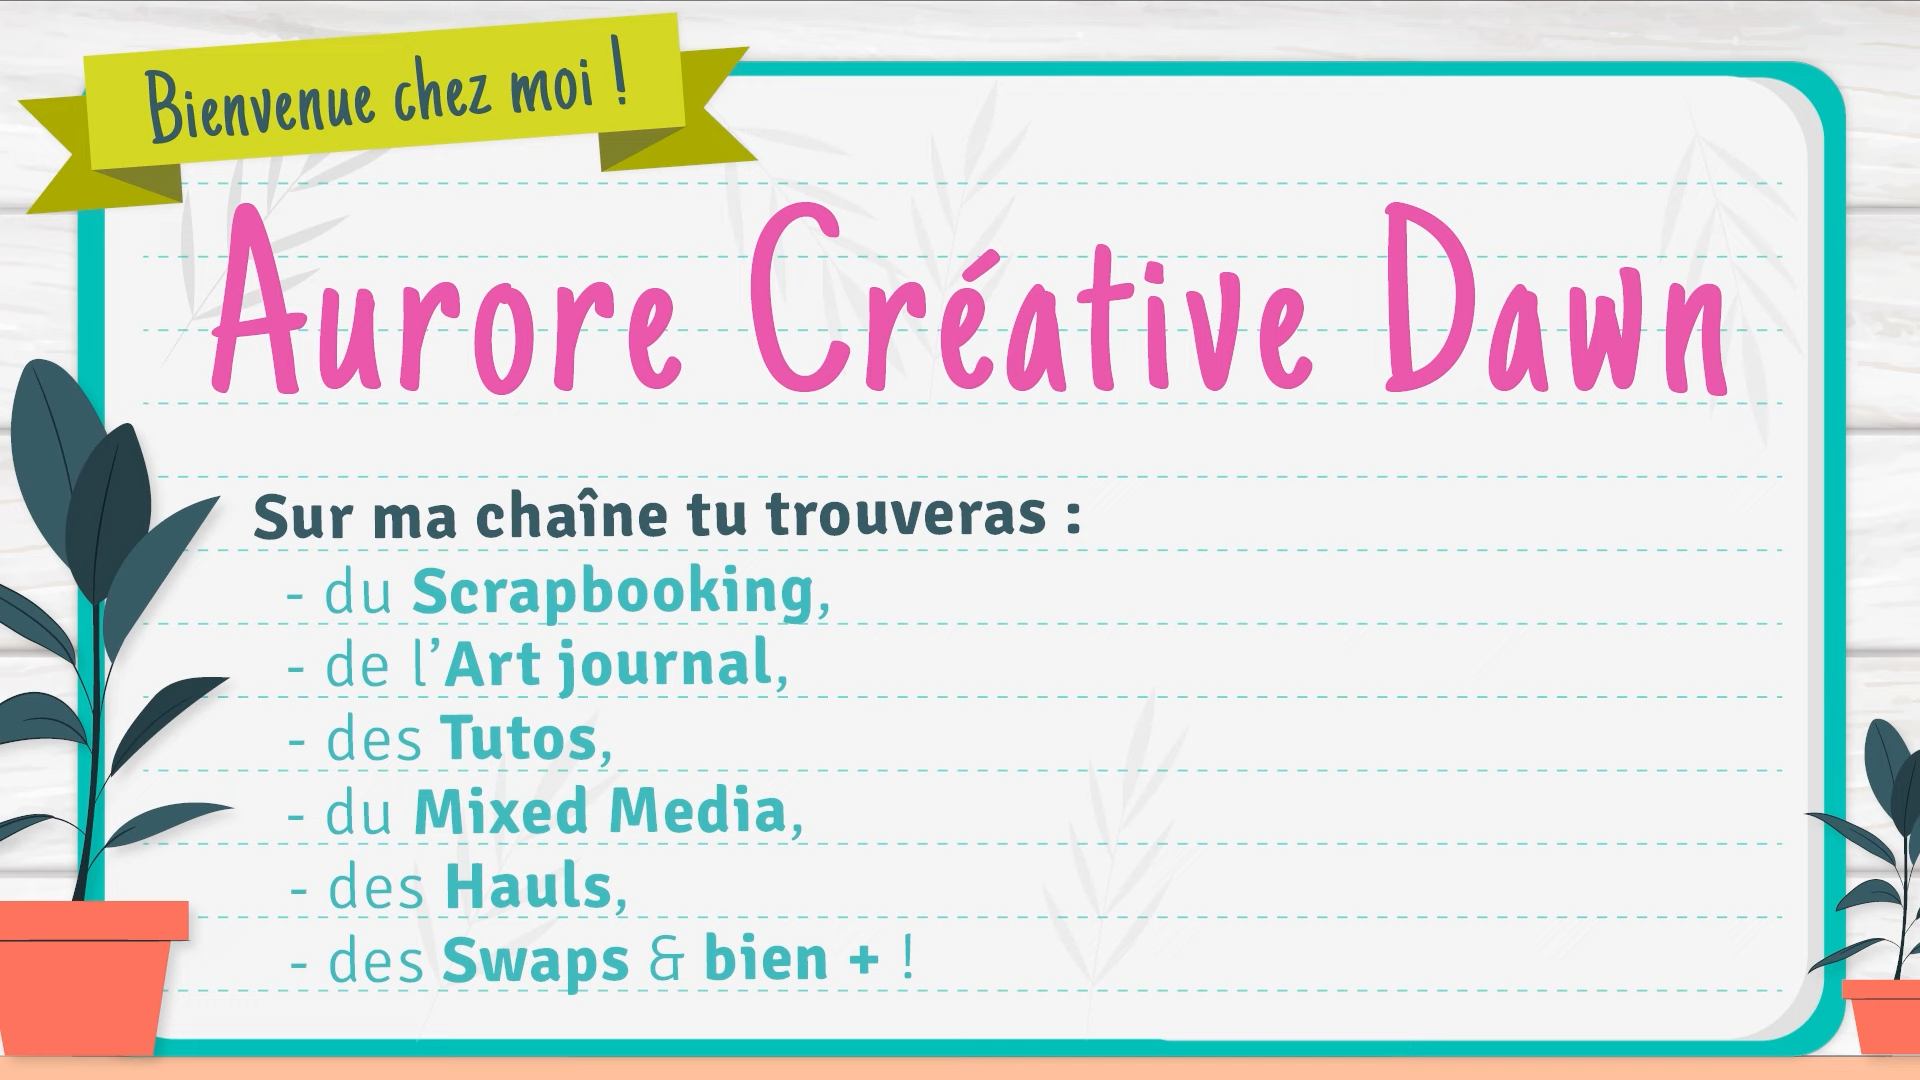 Bienvenue chez moi !
Aurore Créative Dawn
Sur ma chaîne tu trouveras :
- du Scrapbooking,
- de l’Art journal,
- des Tutos,
- du Mixed Media,
- des Hauls,
- des Swaps & bien + !